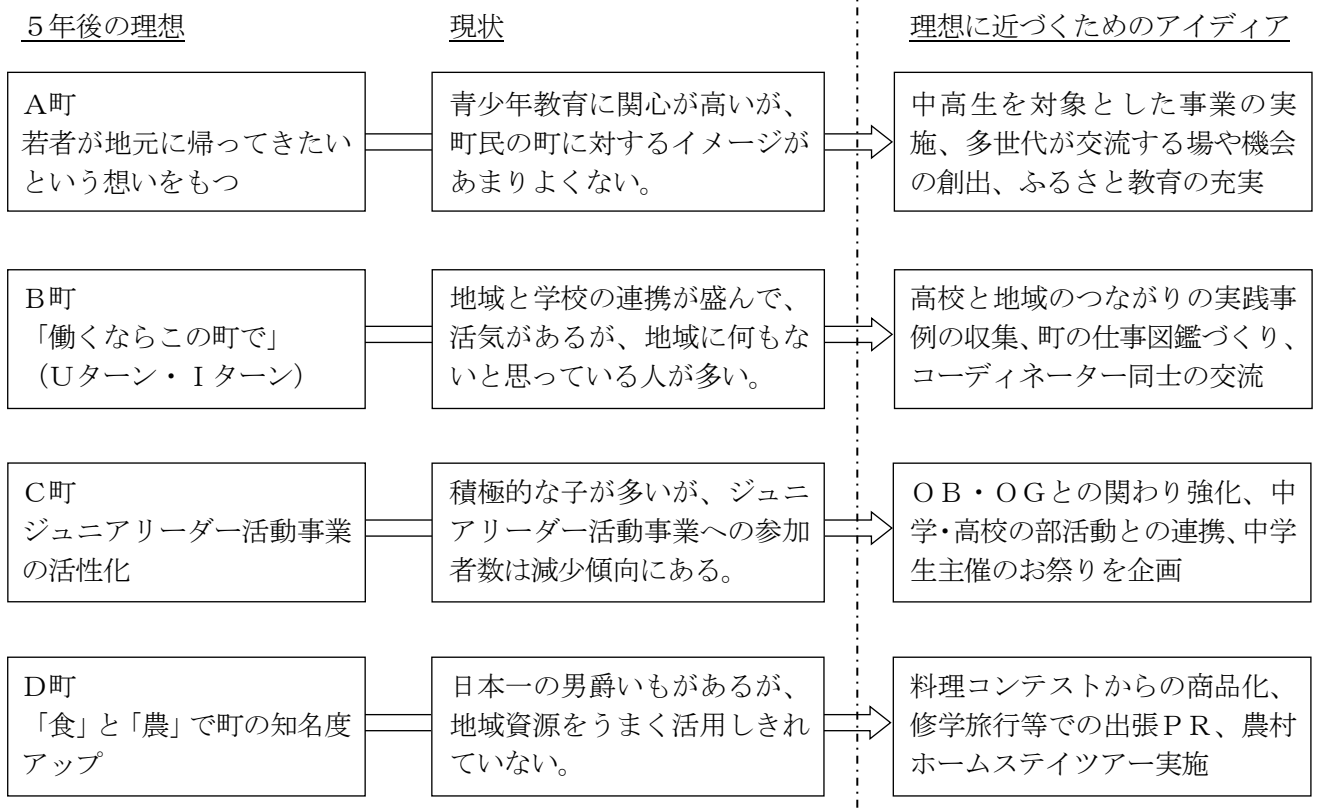 ５年後の理想
現状
理想に近づくためのアイディア
Ａ町
若者が地元に帰ってきたい
という想いをもつ
青少年教育に関心が高いが、
町民の町に対するイメージが
あまりよくない。
中高生を対象とした事業の実
施、多世代が交流する場や機会
の創出、ふるさと教育の充実
Ｂ町
「働くならこの町で」
（Ｕターン・Ｉターン）
地域と学校の連携が盛んで、
活気があるが、地域に何もな
いと思っている人が多い。
高校と地域のつながりの実践事
例の収集、町の仕事図鑑づくり、
コーディネーター同士の交流
Ｃ町
ジュニアリーダー活動事業
の活性化
積極的な子が多いが、ジュニ
アリーダー活動事業への参加
者数は減少傾向にある。
ＯＢ・ＯＧとの関わり強化、中
学・高校の部活動との連携、中学
生主催のお祭りを企画
Ｄ町
「食」と「農」で町の知名度
アップ
日本一の男爵いもがあるが、
地域資源をうまく活用しきれ
ていない。
料理コンテストからの商品化、
修学旅行等での出張ＰＲ、農村
ホームステイツアー実施